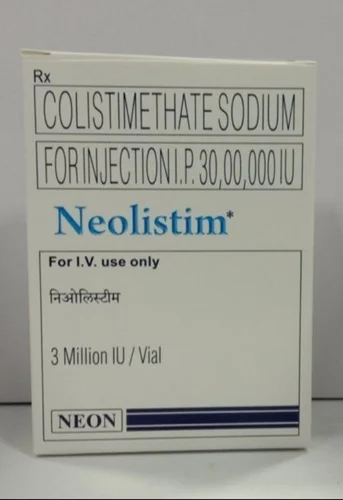 Rx
COLISTIMETHATE SODIUM
FOR INJECTION I.P. 30,00,000 IU
Neolistim*
For I.V. use only
निओलिस्टीम
3 Million IU / Vial
NEON